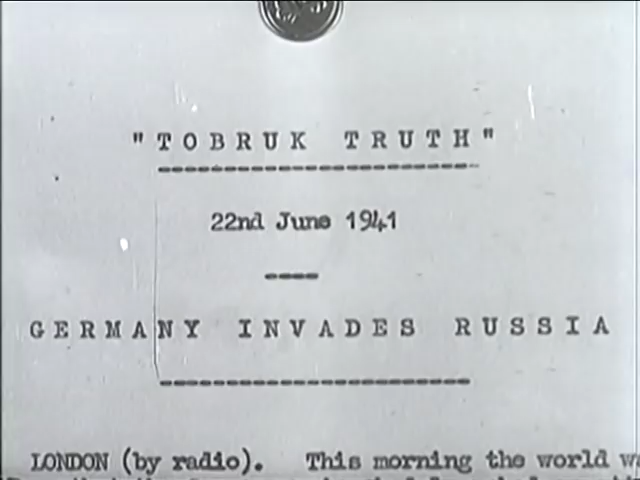 "TOBRUK TRUTH"
22nd June 1941
GERMANY INVADES RUSSIA
LONDON (by radio). This morning the world